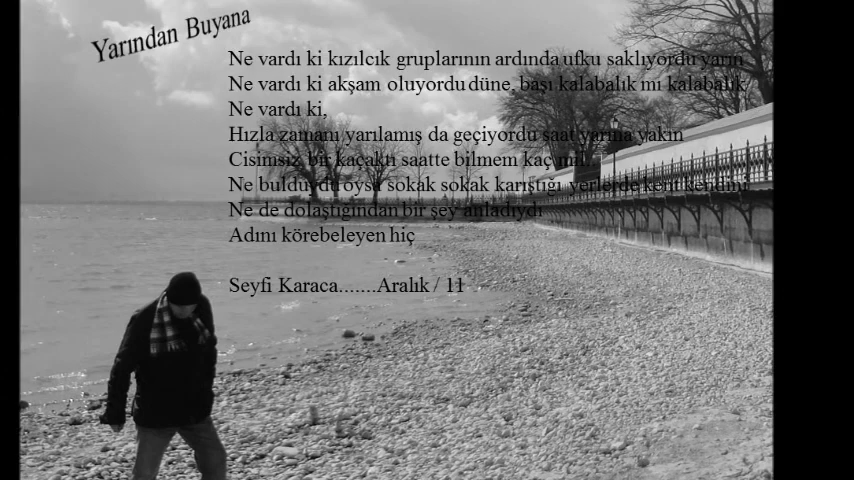 Yarından Buyana
Ne vardı ki kızılcık gruplarının ardında ufku saklıyordu yarın
Ne vardı ki akşam oluyordu düne, başı kalabalık mı kalabalık
Ne vardı ki,
Hızla zamanı yarılamış da geçiyordu saat yarına yakın
Cisimsiz bir kaçaktı saatte bilmem kaç mil...
Ne bulduydu oysa sokak sokak karıştığı yerlerde kerit kendini
Ne de dolaştığından bir şey anladıydı
Adını körebeleyen hiç
Seyfi Karaca.......Aralık / 11